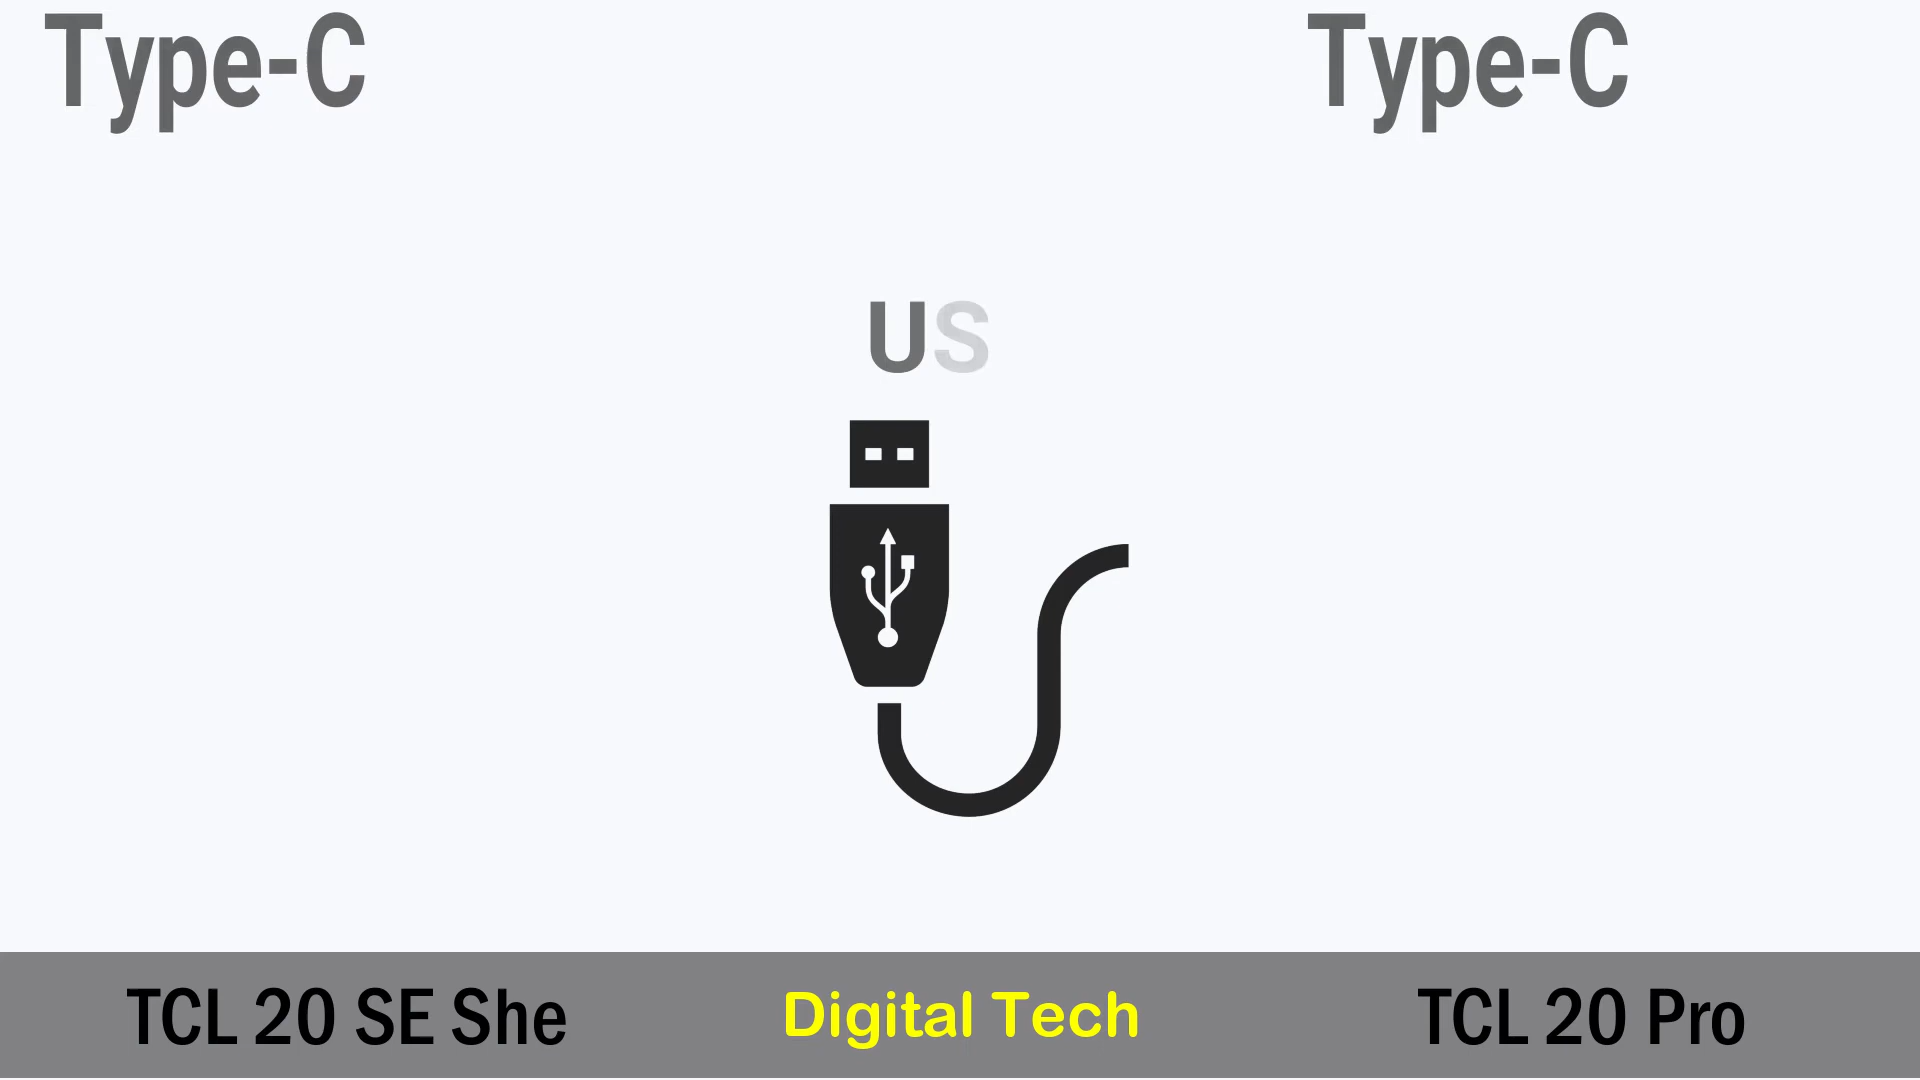 Type-C
Type-C
US
TCL 20 SE She
Digital Tech
TCL 20 Pro